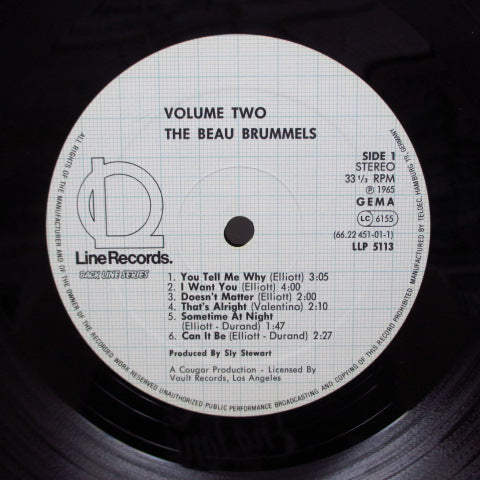 VOLUME TWO
THE BEAU BRUMMELS
SIDE 1
STEREO
33 1/3 RPM
Ⓟ 1965
GEMA
LC 6155
(66.22 451-01-1)
LLP 5113
LineRecords.
BACK LINE SERIES
1. You Tell Me Why (Elliott) 3:05
2. I Want You (Elliott) 4:00
3. Doesn't Matter (Elliott) 2:00
4. That's Alright (Valentino) 2:10
5. Sometime At Night
(Elliott - Durand) 1:47
6. Can It Be (Elliott - Durand) 2:27
Produced By Sly Stewart
A Cougar Production - Licensed By
Vault Records, Los Angeles
ALL RIGHTS OF THE MANUFACTURER AND OF THE OWNER OF THE RECORDED WORK RESERVED UNAUTHORIZED PUBLIC PERFORMANCE BROADCASTING AND COPYING OF THIS RECORD PROHIBITED MANUFACTURED BY TELDEC, HAMBURG 19, GERMANY